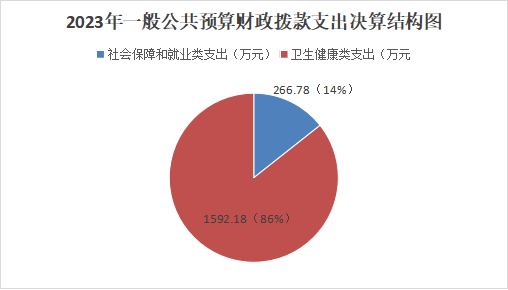 2023年一般公共预算财政拨款支出决算结构图
社会保障和就业类支出（万元） 卫生健康类支出（万元
266.78（14%）
1592.18（86%）